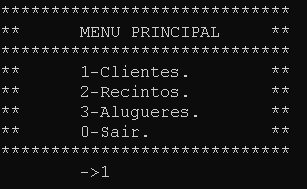 *****************************
**      MENU PRINCIPAL     **
*****************************
**      1-Clientes.        **
**      2-Recintos.        **
**      3-Alugueres.       **
**      0-Sair.            **
*****************************
        ->1